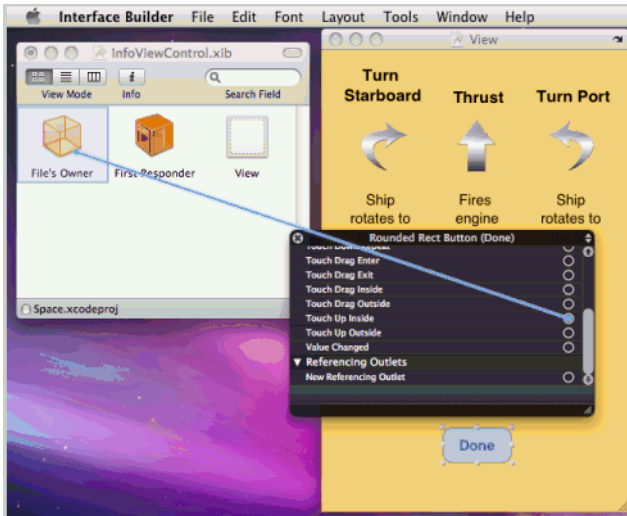 Interface Builder File Edit Font Layout Tools Window Help
InfoViewControl.xib
View Mode Info Search Field
File's Owner First Responder View
Space.xcodeproj
View
Turn Starboard
Thrust
Turn Port
Ship rotates to
Fires engine
Ship rotates to
Rounded Rect Button (Done)
Touch Down Repeat
Touch Drag Enter
Touch Drag Exit
Touch Drag Inside
Touch Drag Outside
Touch Up Inside
Touch Up Outside
Value Changed
Referencing Outlets
New Referencing Outlet
Done